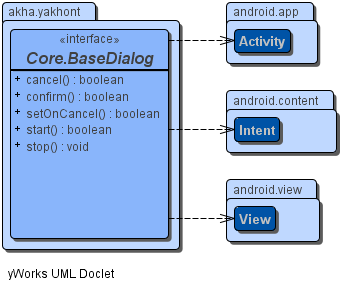 akha.yakhont
«interface»
Core.BaseDialog
+ cancel() : boolean
+ confirm() : boolean
+ setOnCancel() : boolean
+ start() : boolean
+ stop() : void
android.app
Activity
android.content
Intent
android.view
View
yWorks UML Doclet